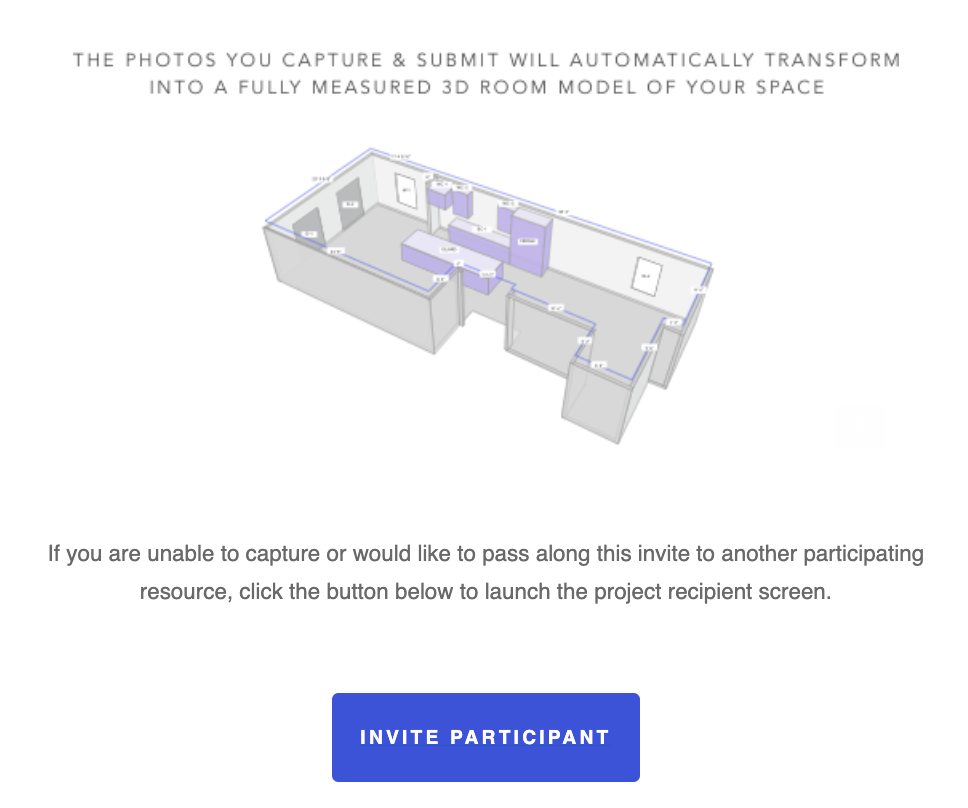 THE PHOTOS YOU CAPTURE & SUBMIT WILL AUTOMATICALLY TRANSFORM
INTO A FULLY MEASURED 3D ROOM MODEL OF YOUR SPACE
If you are unable to capture or would like to pass along this invite to another participating
resource, click the button below to launch the project recipient screen.
INVITE PARTICIPANT